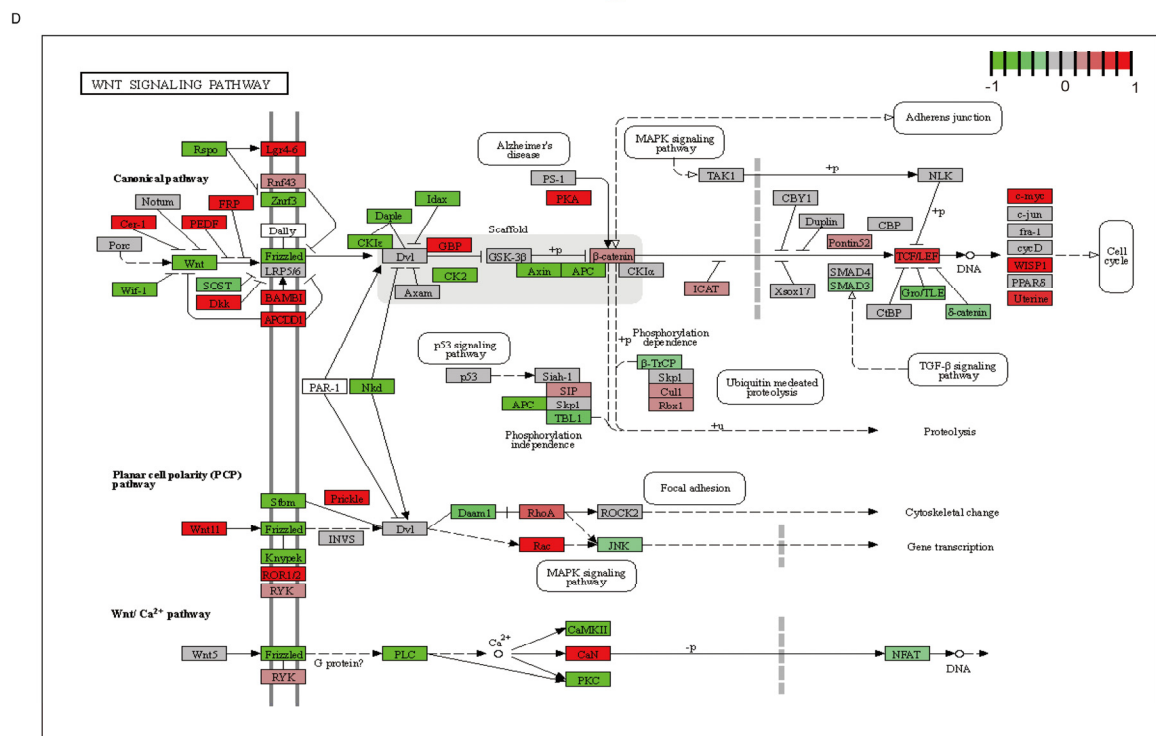 D
WNT SIGNALING PATHWAY
-1 0 1
Adherens junction
Rspo
Lgr4-6
Alzheimer's
disease
MAPK signaling
pathway
+p
Canonical pathway
Rnf43
PS-1
TAK1
NLK
Notum
Znrf3
Idax
PKA
CBY1
c-myc
Cer-1
PEDF
FRP
Daple
Duplin
CBP
+p
c-jun
Porc
Dally
CKIε
GBP
Scaffold
Pontin52
fra-1
Wnt
Frizzled
Dvl
GSK-3β
+p
β-catenin
TCF/LEF
DNA
cycD
Cell
cycle
LRP5/6
CK2
Axin
APC
CKIα
SMAD4
WISP1
Wif-1
SOST
Axam
ICAT
Xsox17
SMAD3
Gro/TLE
PPARδ
Dkk
BAMBI
CtBP
δ-catenin
Uterine
APCDD1
p53 signaling
pathway
+p
Phosphorylation
dependence
β-TrCP
TGF-β signaling
pathway
PAR-1
Nkd
p53
Siah-1
Skp1
SIP
Cul1
Ubiquitin medeated
proteolysis
APC
Skp1
Rbx1
TBL1
+u
Proteolysis
Phosphorylation
independence
Planar cell polarity (PCP)
pathway
Stbm
Prickle
Focal adhesion
Daam1
RhoA
ROCK2
Cytoskeletal change
Wnt11
Frizzled
INVS
Dvl
Knypek
Rac
JNK
Gene transcription
ROR1/2
RYK
MAPK signaling
pathway
Wnt/ Ca2+ pathway
CaMKII
Ca2+
Wnt5
Frizzled
G protein?
PLC
CaN
-p
NFAT
DNA
RYK
PKC